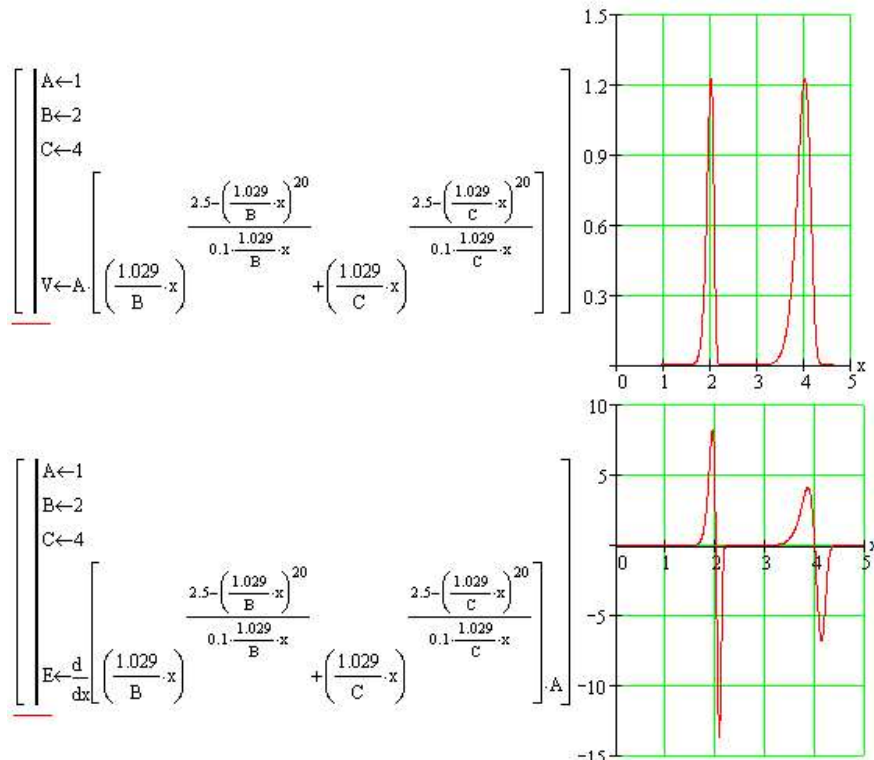 A←1
B←2
C←4
V←A·[((1.029/B)·x)^((2.5−((1.029/B)·x)^20)/(0.1·(1.029/B)·x))+((1.029/C)·x)^((2.5−((1.029/C)·x)^20)/(0.1·(1.029/C)·x))]
1.5
1.2
0.9
0.6
0.3
0 1 2 3 4 5
x
A←1
B←2
C←4
E←d/dx[((1.029/B)·x)^((2.5−((1.029/B)·x)^20)/(0.1·(1.029/B)·x))+((1.029/C)·x)^((2.5−((1.029/C)·x)^20)/(0.1·(1.029/C)·x))]·A
10
5
0 1 2 3 4 5
x
−5
−10
−15